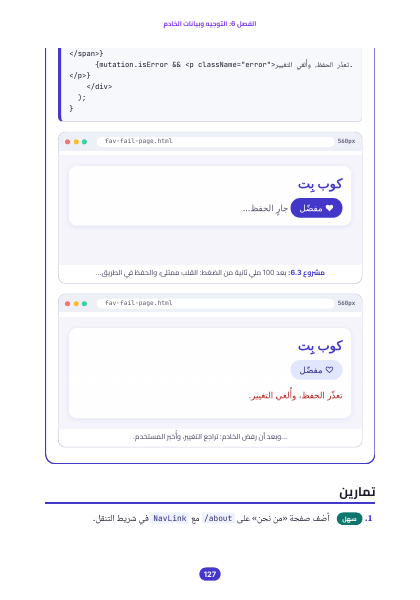 الفصل 6: التوجيه وبيانات الخادم
</span>}
{mutation.isError && <p className="error">تعذّر الحفظ، وأُلغي التغيير.
</p>}
</div>
);
}
fav-fail-page.html 560px
كوب بِت
♥ مفضّل جارٍ الحفظ...
مشروع 6.3: بعد 100 ملي ثانية من الضغط: القلب ممتلئ، والحفظ في الطريق...
fav-fail-page.html 560px
كوب بِت
♡ مفضّل
تعذّر الحفظ، وأُلغي التغيير.
...وبعد أن رفض الخادم: تراجع التغيير، وأُخبر المستخدم.
تمارين
1. سهل أضف صفحة «من نحن» على /about مع NavLink في شريط التنقل.
127